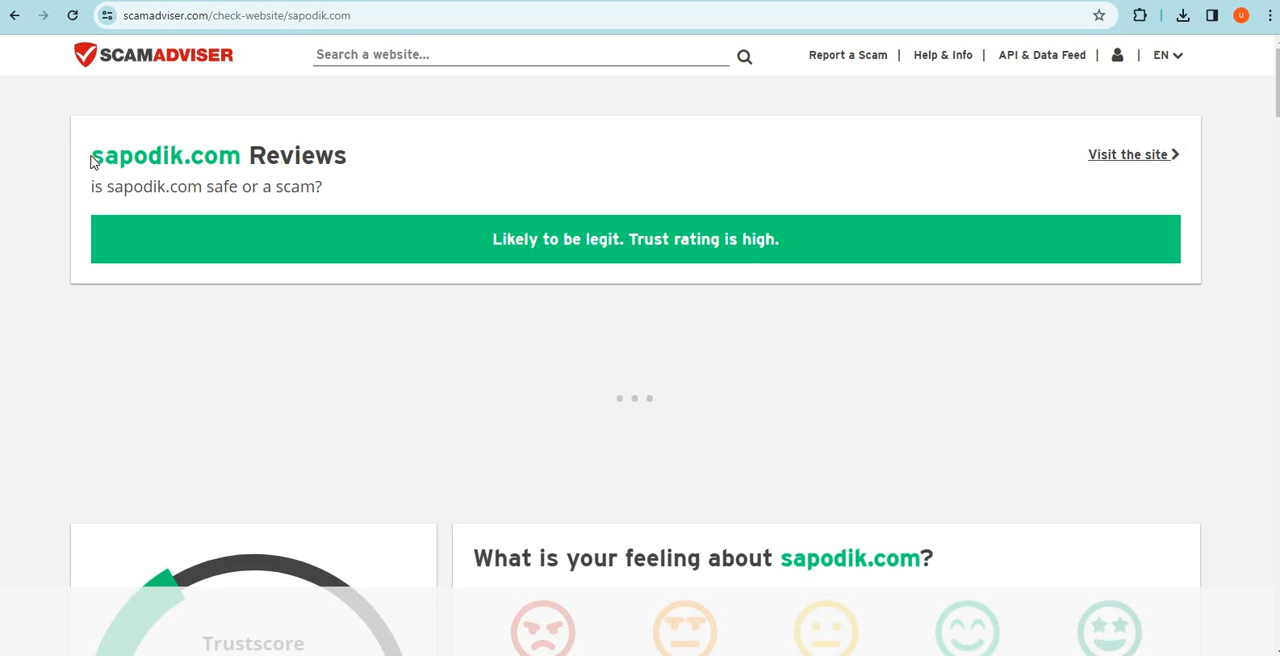 scamadviser.com/check-website/sapodik.com
U
SCAMADVISER
Search a website...
Report a Scam | Help & Info | API & Data Feed | | EN
sapodik.com Reviews
Visit the site
is sapodik.com safe or a scam?
Likely to be legit. Trust rating is high.
What is your feeling about sapodik.com?
Trustscore